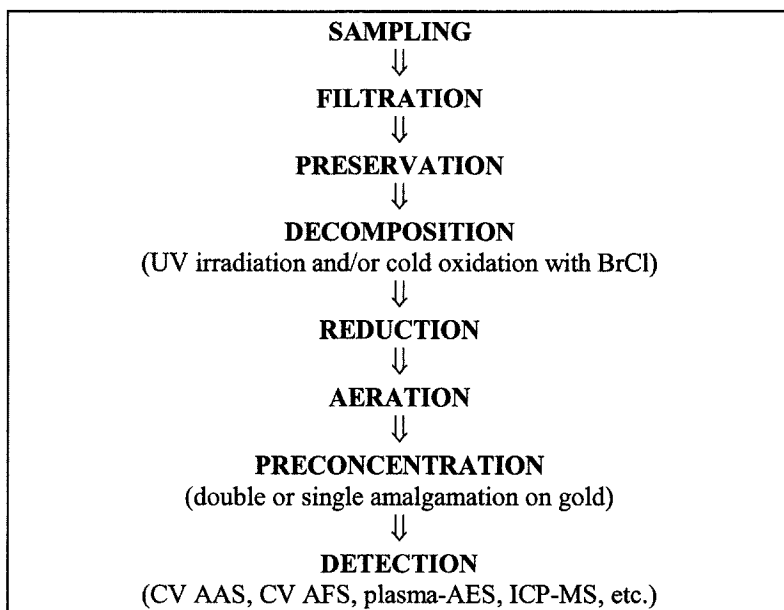 SAMPLING
⇓
FILTRATION
⇓
PRESERVATION
⇓
DECOMPOSITION
(UV irradiation and/or cold oxidation with BrCl)
⇓
REDUCTION
⇓
AERATION
⇓
PRECONCENTRATION
(double or single amalgamation on gold)
⇓
DETECTION
(CV AAS, CV AFS, plasma-AES, ICP-MS, etc.)